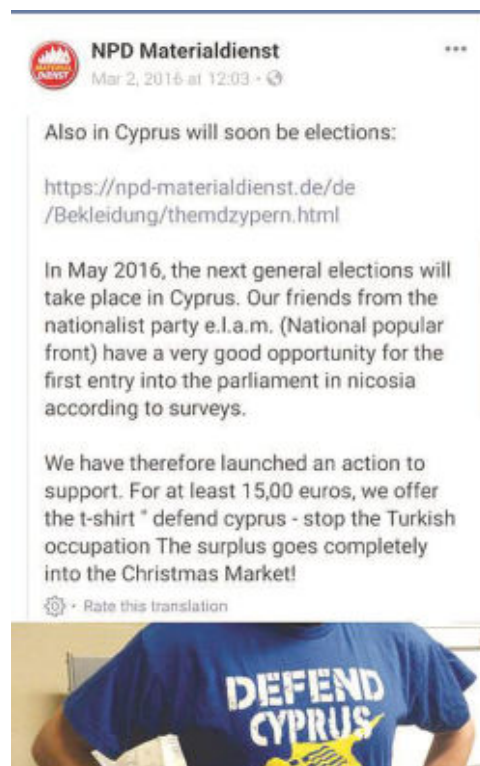 NPD Materialdienst
Mar 2, 2016 at 12:03
MATERIAL
DIENST
Also in Cyprus will soon be elections:
https://npd-materialdienst.de/de
/Bekleidung/themdzypern.html
In May 2016, the next general elections will
take place in Cyprus. Our friends from the
nationalist party e.l.a.m. (National popular
front) have a very good opportunity for the
first entry into the parliament in nicosia
according to surveys.
We have therefore launched an action to
support. For at least 15,00 euros, we offer
the t-shirt " defend cyprus - stop the Turkish
occupation The surplus goes completely
into the Christmas Market!
Rate this translation
DEFEND
CYPRUS